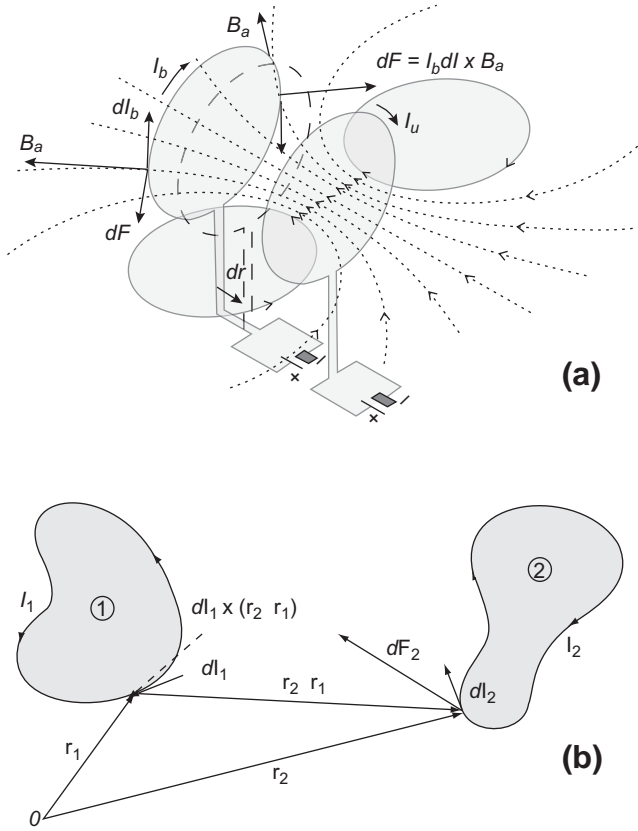 B_a
dF = I_b dl x B_a
I_b
dl_b
I_u
B_a
dF
dr
+
+
(a)
I_1
1
dl_1 x (r_2 r_1)
2
dF_2
I_2
dl_1
r_2 r_1
dl_2
r_1
r_2
0
(b)